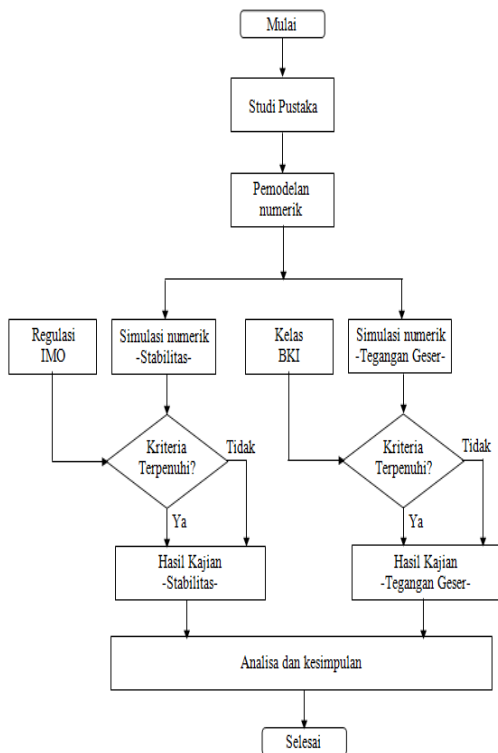 Mulai
Studi Pustaka
Pemodelan
numerik
Regulasi
IMO
Simulasi numerik
-Stabilitas-
Kelas
BKI
Simulasi numerik
-Tegangan Geser-
Kriteria
Terpenuhi?
Tidak
Kriteria
Terpenuhi?
Tidak
Ya
Ya
Hasil Kajian
-Stabilitas-
Hasil Kajian
-Tegangan Geser-
Analisa dan kesimpulan
Selesai